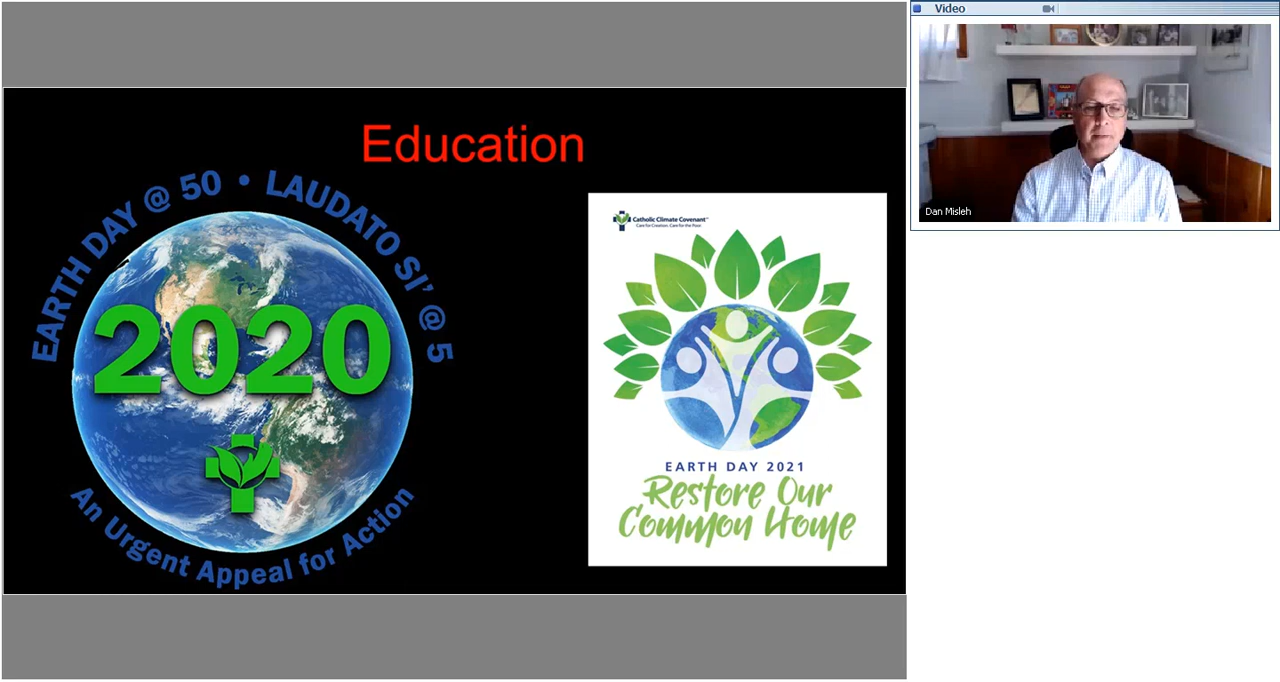 Education
EARTH DAY @ 50 • LAUDATO SI' @ 5
2020
An Urgent Appeal for Action
Catholic Climate Covenant™
Care for Creation. Care for the Poor.
EARTH DAY 2021
Restore Our
Common Home
Video
Dan Misleh